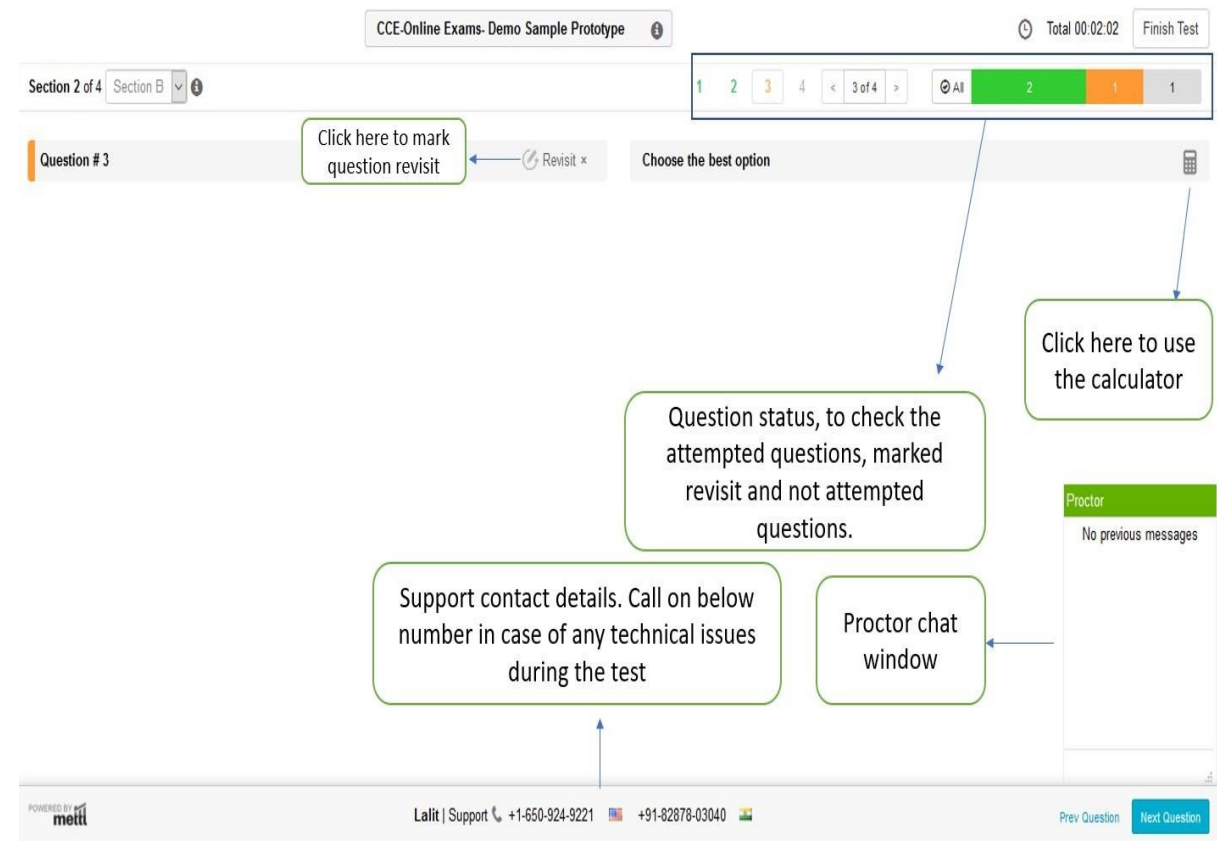 CCE-Online Exams- Demo Sample Prototype
Total 00:02:02
Finish Test
Section 2 of 4 Section B
1 2 3 4 < 3 of 4 > All 2 1 1
Question # 3
Click here to mark
question revisit
Revisit ×
Choose the best option
Click here to use
the calculator
Question status, to check the
attempted questions, marked
revisit and not attempted
questions.
Proctor
No previous messages
Support contact details. Call on below
number in case of any technical issues
during the test
Proctor chat
window
POWERED BY
mettl
Lalit | Support +1-650-924-9221 +91-82878-03040
Prev Question
Next Question